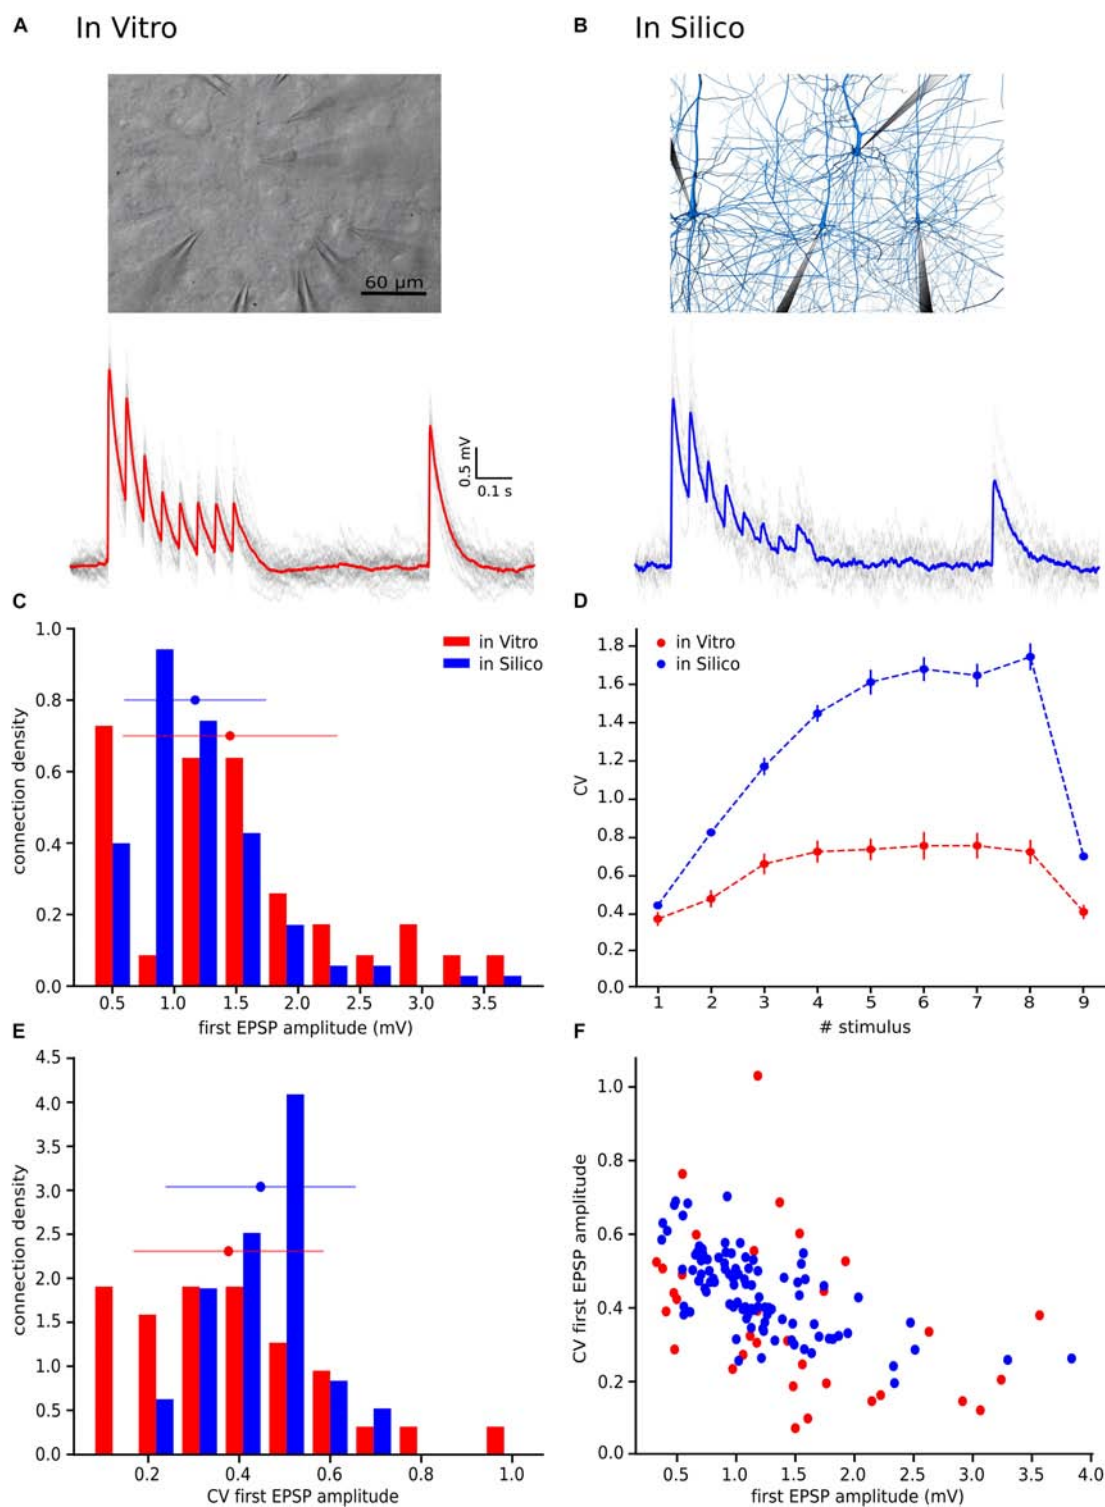 A In Vitro
B In Silico
60 µm
0.5 mV
0.1 s
C
1.0
0.8
0.6
0.4
0.2
0.0
connection density
in Vitro
in Silico
0.5 1.0 1.5 2.0 2.5 3.0 3.5
first EPSP amplitude (mV)
D
1.8
1.6
1.4
1.2
1.0
0.8
0.6
0.4
0.2
0.0
CV
in Vitro
in Silico
1 2 3 4 5 6 7 8 9
# stimulus
E
4.5
4.0
3.5
3.0
2.5
2.0
1.5
1.0
0.5
0.0
connection density
0.2 0.4 0.6 0.8 1.0
CV first EPSP amplitude
F
1.0
0.8
0.6
0.4
0.2
0.0
CV first EPSP amplitude
0.5 1.0 1.5 2.0 2.5 3.0 3.5 4.0
first EPSP amplitude (mV)